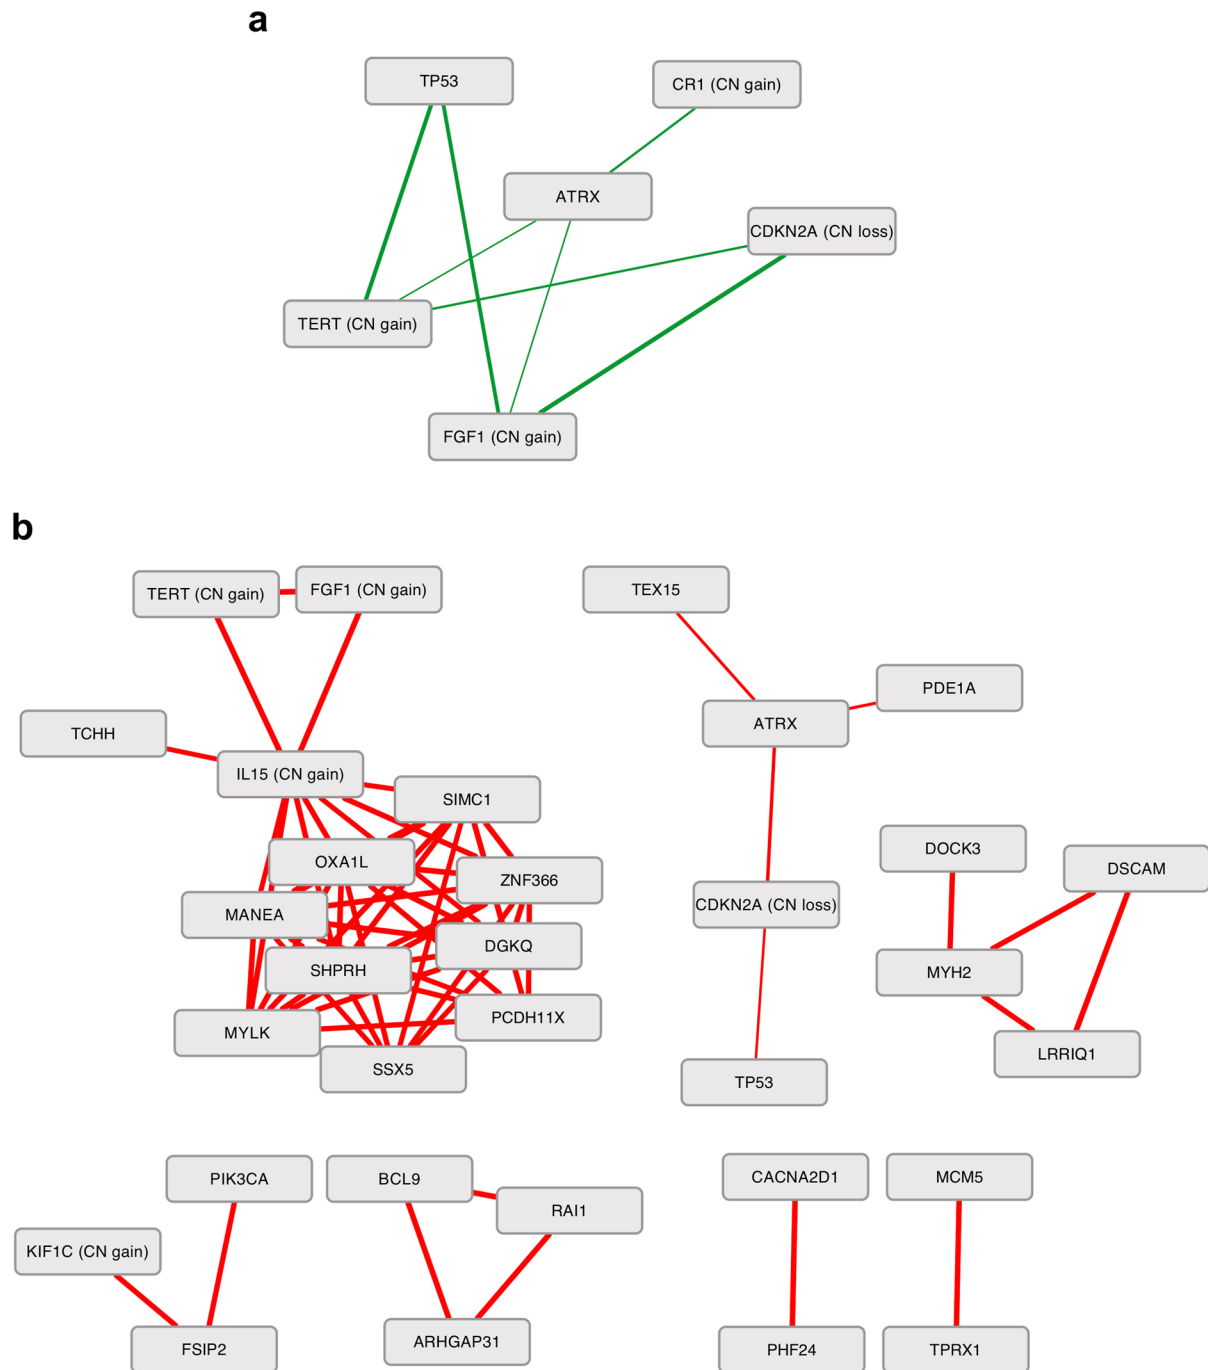 a
TP53
CR1 (CN gain)
ATRX
CDKN2A (CN loss)
TERT (CN gain)
FGF1 (CN gain)
b
TERT (CN gain)
FGF1 (CN gain)
TEX15
PDE1A
TCHH
ATRX
IL15 (CN gain)
SIMC1
DOCK3
DSCAM
OXA1L
ZNF366
MANEA
CDKN2A (CN loss)
DGKQ
SHPRH
MYH2
PCDH11X
MYLK
LRRIQ1
SSX5
TP53
PIK3CA
BCL9
CACNA2D1
MCM5
RAI1
KIF1C (CN gain)
FSIP2
ARHGAP31
PHF24
TPRX1